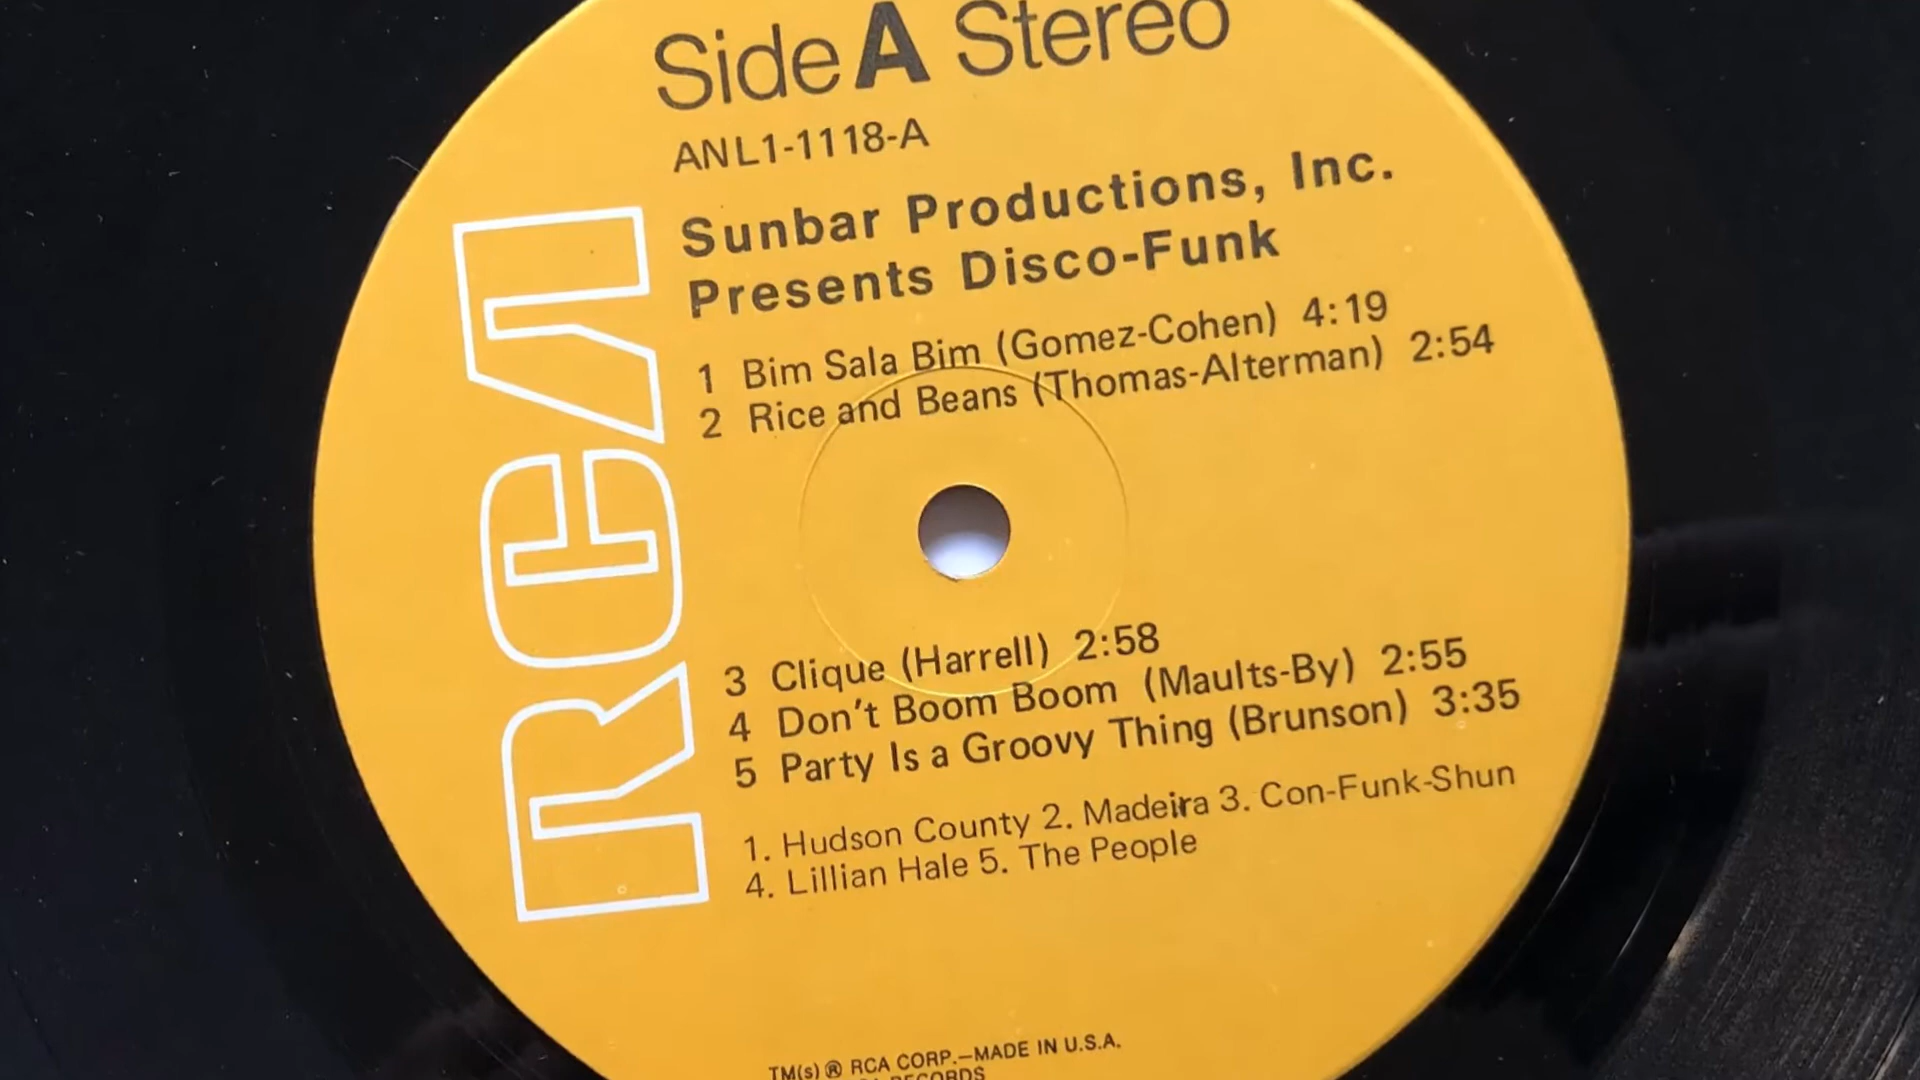 Side A Stereo
ANL1-1118-A
Sunbar Productions, Inc.
Presents Disco-Funk
1 Bim Sala Bim (Gomez-Cohen) 4:19
2 Rice and Beans (Thomas-Alterman) 2:54
RCA
3 Clique (Harrell) 2:58
4 Don't Boom Boom (Maults-By) 2:55
5 Party Is a Groovy Thing (Brunson) 3:35
1. Hudson County 2. Madeira 3. Con-Funk-Shun
4. Lillian Hale 5. The People
TM(s) ® RCA CORP.—MADE IN U.S.A.
RECORDS